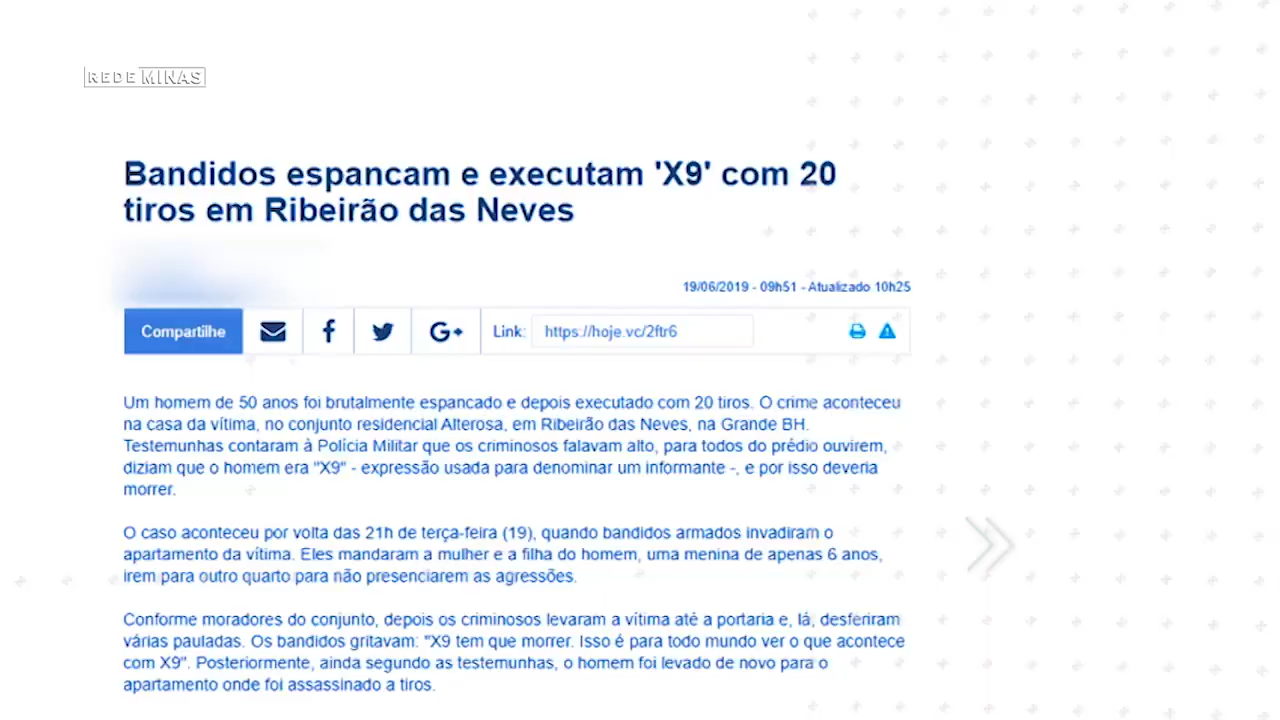 REDE MINAS
Bandidos espancam e executam 'X9' com 20
tiros em Ribeirão das Neves
19/06/2019 - 09h51 - Atualizado 10h25
Compartilhe
G+
Link:
https://hoje.vc/2ftr6
Um homem de 50 anos foi brutalmente espancado e depois executado com 20 tiros. O crime aconteceu
na casa da vítima, no conjunto residencial Alterosa, em Ribeirão das Neves, na Grande BH.
Testemunhas contaram à Polícia Militar que os criminosos falavam alto, para todos do prédio ouvirem,
diziam que o homem era "X9" - expressão usada para denominar um informante -, e por isso deveria
morrer.
O caso aconteceu por volta das 21h de terça-feira (19), quando bandidos armados invadiram o
apartamento da vítima. Eles mandaram a mulher e a filha do homem, uma menina de apenas 6 anos,
irem para outro quarto para não presenciarem as agressões.
Conforme moradores do conjunto, depois os criminosos levaram a vítima até a portaria e, lá, desferiram
várias pauladas. Os bandidos gritavam: "X9 tem que morrer. Isso é para todo mundo ver o que acontece
com X9". Posteriormente, ainda segundo as testemunhas, o homem foi levado de novo para o
apartamento onde foi assassinado a tiros.